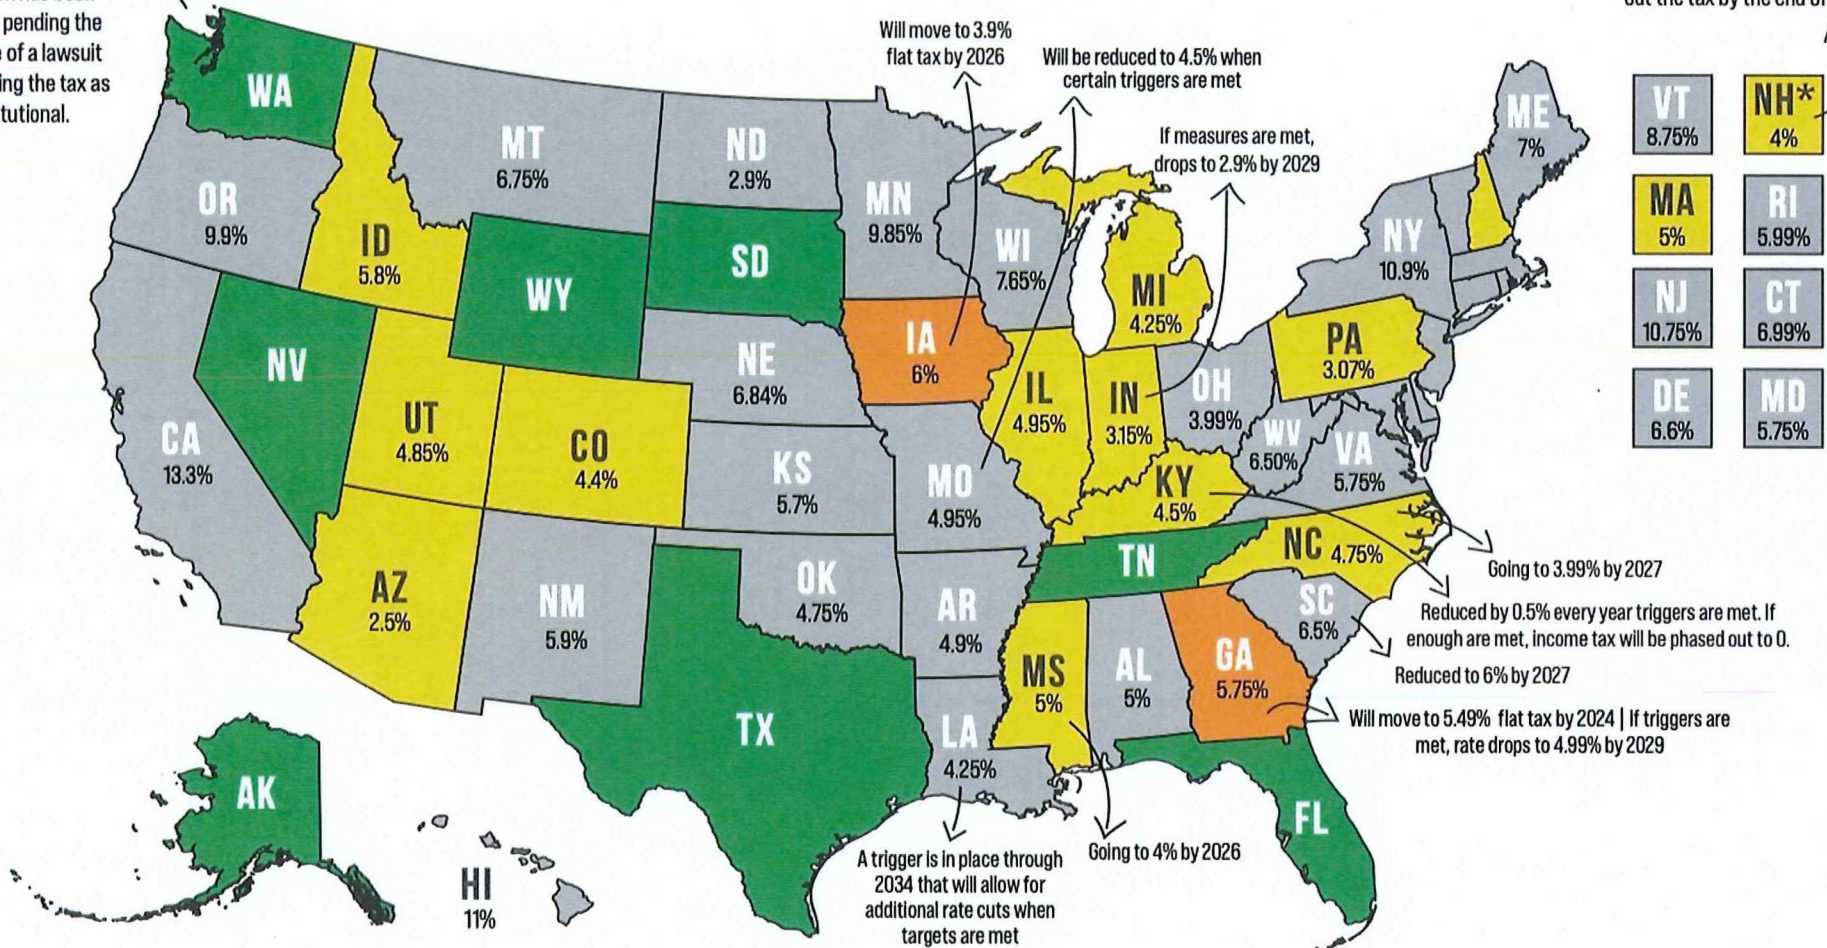 pending the
of a lawsuit
ing the tax as
tutional.
Will move to 3.9%
flat tax by 2026
Will be reduced to 4.5% when
certain triggers are met
If measures are met,
drops to 2.9% by 2029
WA
MT
6.75%
ND
2.9%
MN
9.85%
OR
9.9%
ID
5.8%
WY
SD
WI
7.65%
MI
4.25%
NY
10.9%
ME
7%
VT
8.75%
NH*
4%
MA
5%
RI
5.99%
NJ
10.75%
CT
6.99%
DE
6.6%
MD
5.75%
NV
UT
4.85%
CO
4.4%
NE
6.84%
IA
6%
IL
4.95%
IN
3.15%
OH
3.99%
PA
3.07%
CA
13.3%
KS
5.7%
MO
4.95%
KY
4.5%
WV
6.50%
VA
5.75%
AZ
2.5%
NM
5.9%
OK
4.75%
AR
4.9%
TN
NC 4.75%
SC
6.5%
Going to 3.99% by 2027
Reduced by 0.5% every year triggers are met. If
enough are met, income tax will be phased out to 0.
Reduced to 6% by 2027
TX
LA
4.25%
MS
5%
AL
5%
GA
5.75%
Will move to 5.49% flat tax by 2024 | If triggers are
met, rate drops to 4.99% by 2029
AK
HI
11%
FL
Going to 4% by 2026
A trigger is in place through
2034 that will allow for
additional rate cuts when
targets are met